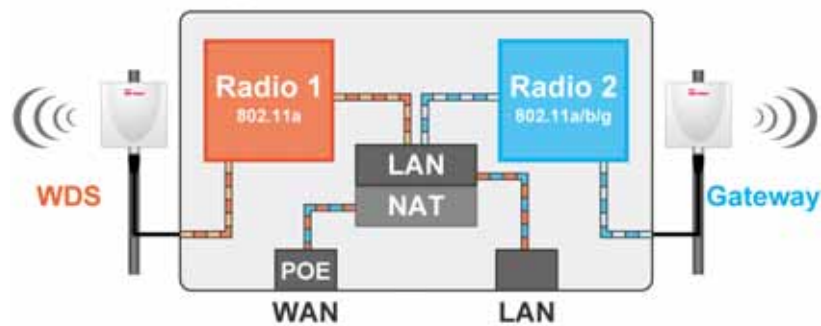 Radio 1
802.11a
Radio 2
802.11a/b/g
WDS
LAN
NAT
Gateway
POE
WAN
LAN